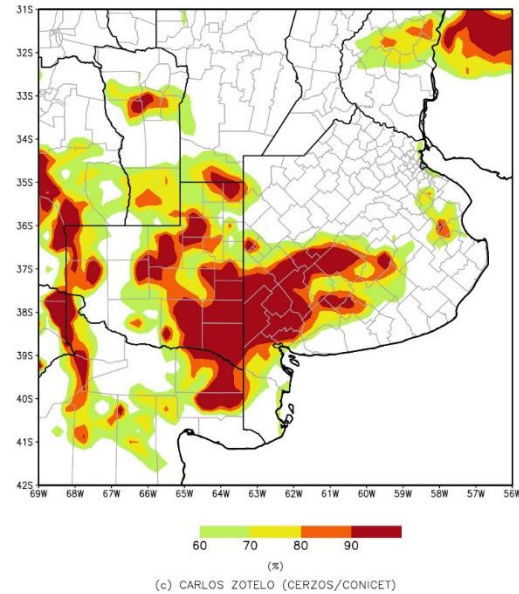 31S
32S
33S
34S
35S
36S
37S
38S
39S
40S
41S
42S
69W 68W 67W 66W 65W 64W 63W 62W 61W 60W 59W 58W 57W 56W
60 70 80 90
(%)
(c) CARLOS ZOTELO (CERZOS/CONICET)